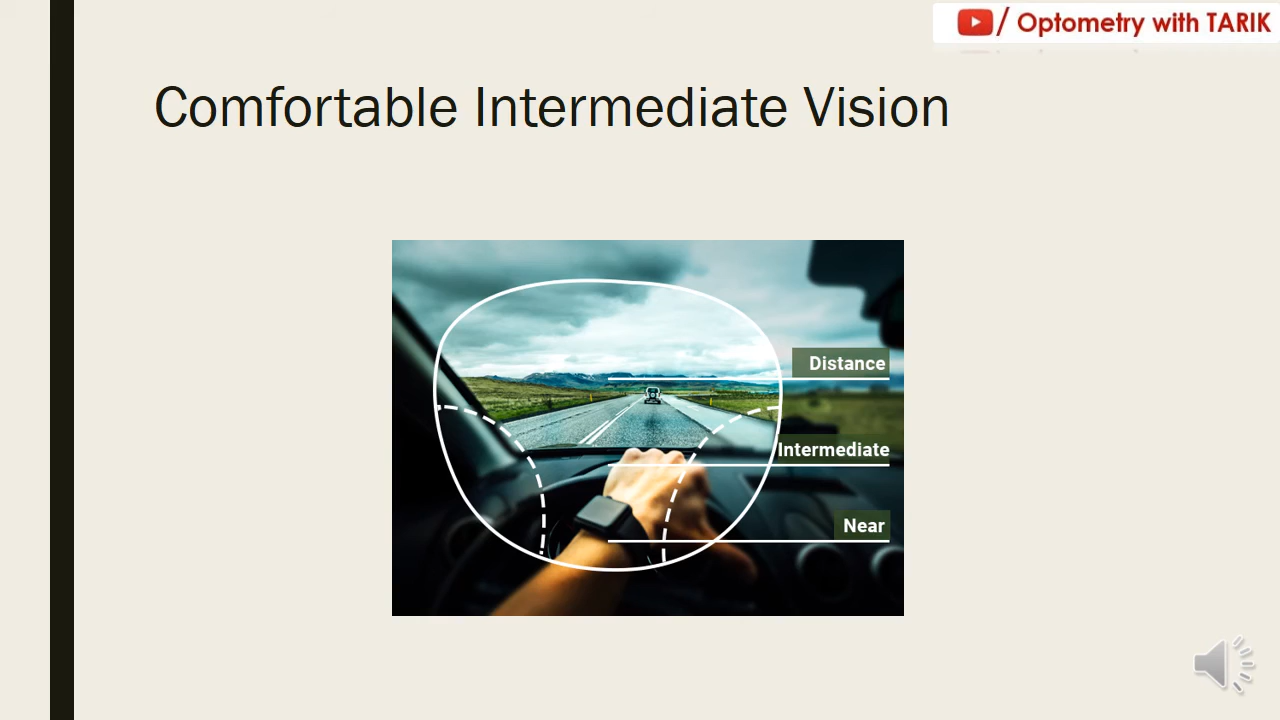 / Optometry with TARIK
Comfortable Intermediate Vision
Distance
Intermediate
Near